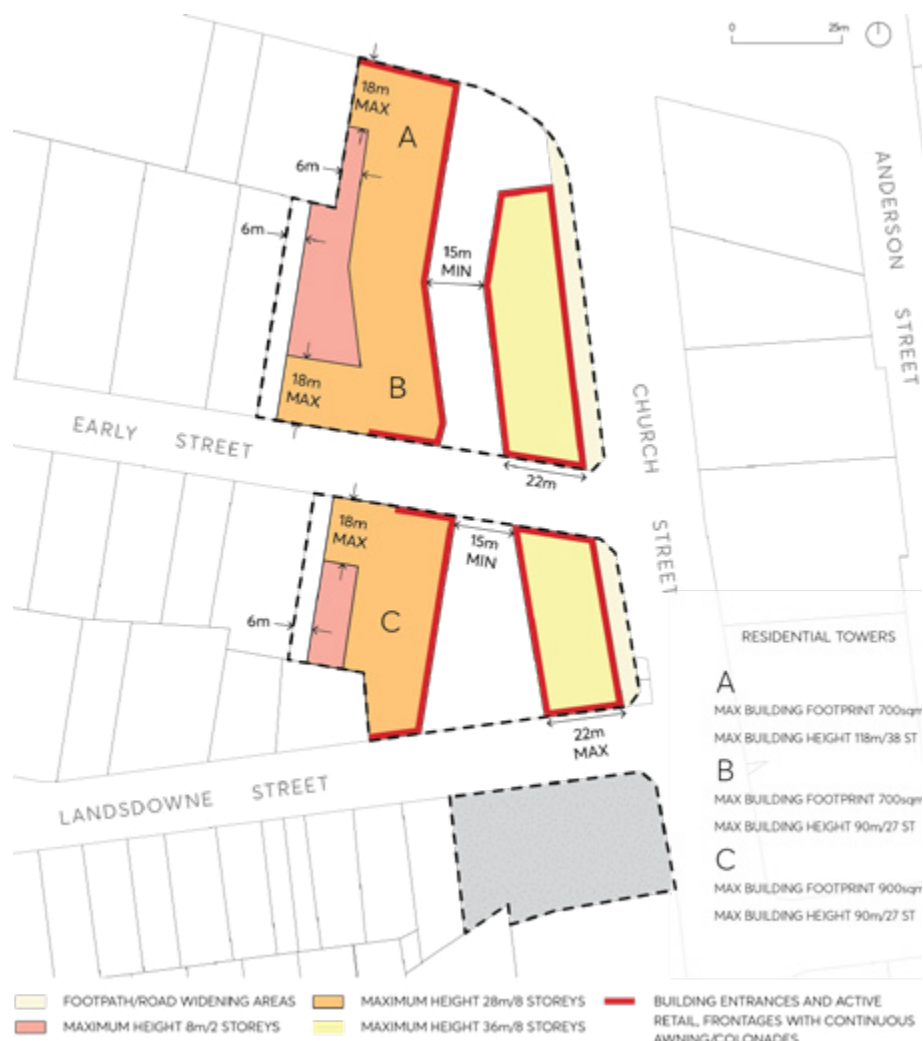 0 25m
18m
MAX
A
6m
6m
15m
MIN
18m
MAX
B
22m
ANDERSON STREET
CHURCH STREET
EARLY STREET
18m
MAX
15m
MIN
6m
C
22m
MAX
LANDSDOWNE STREET
RESIDENTIAL TOWERS
A
MAX BUILDING FOOTPRINT 700sqm
MAX BUILDING HEIGHT 118m/38 ST
B
MAX BUILDING FOOTPRINT 700sqm
MAX BUILDING HEIGHT 90m/27 ST
C
MAX BUILDING FOOTPRINT 900sqm
MAX BUILDING HEIGHT 90m/27 ST
FOOTPATH/ROAD WIDENING AREAS
MAXIMUM HEIGHT 8m/2 STOREYS
MAXIMUM HEIGHT 28m/8 STOREYS
MAXIMUM HEIGHT 36m/8 STOREYS
BUILDING ENTRANCES AND ACTIVE
RETAIL, FRONTAGES WITH CONTINUOUS
AWNING/COLONADES